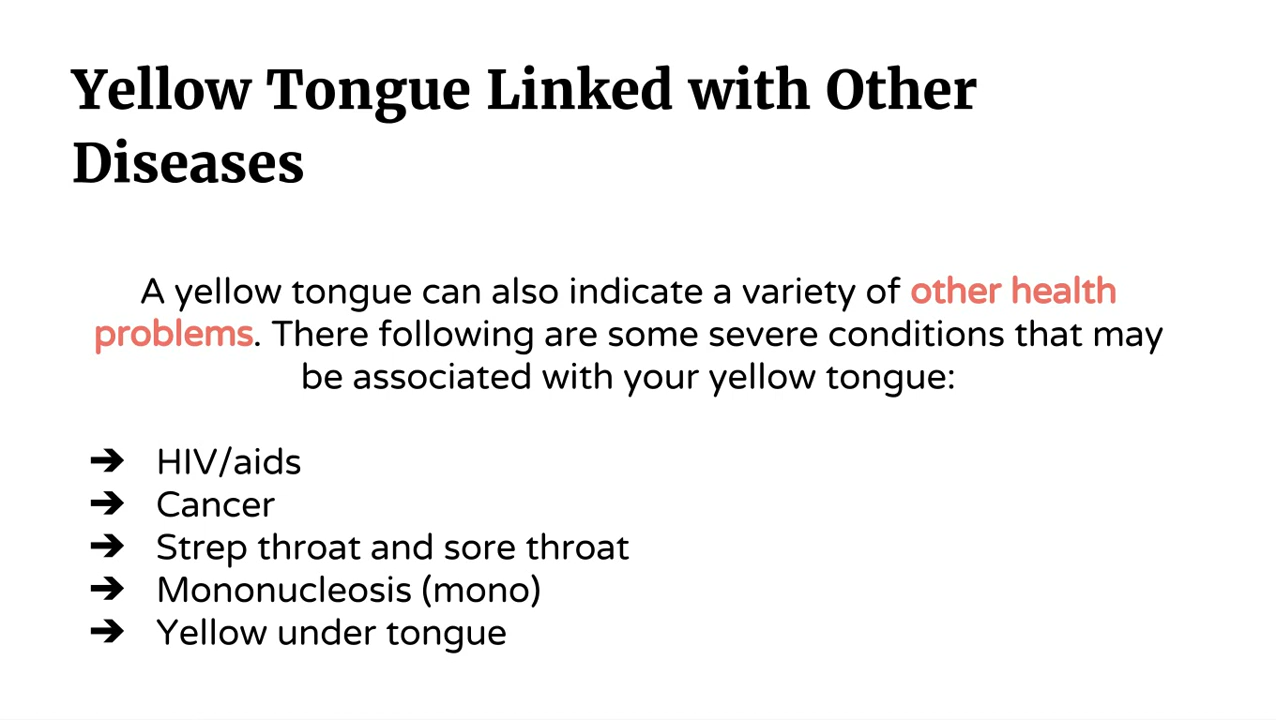 Yellow Tongue Linked with Other
Diseases
A yellow tongue can also indicate a variety of other health
problems. There following are some severe conditions that may
be associated with your yellow tongue:
➔ HIV/aids
➔ Cancer
➔ Strep throat and sore throat
➔ Mononucleosis (mono)
➔ Yellow under tongue